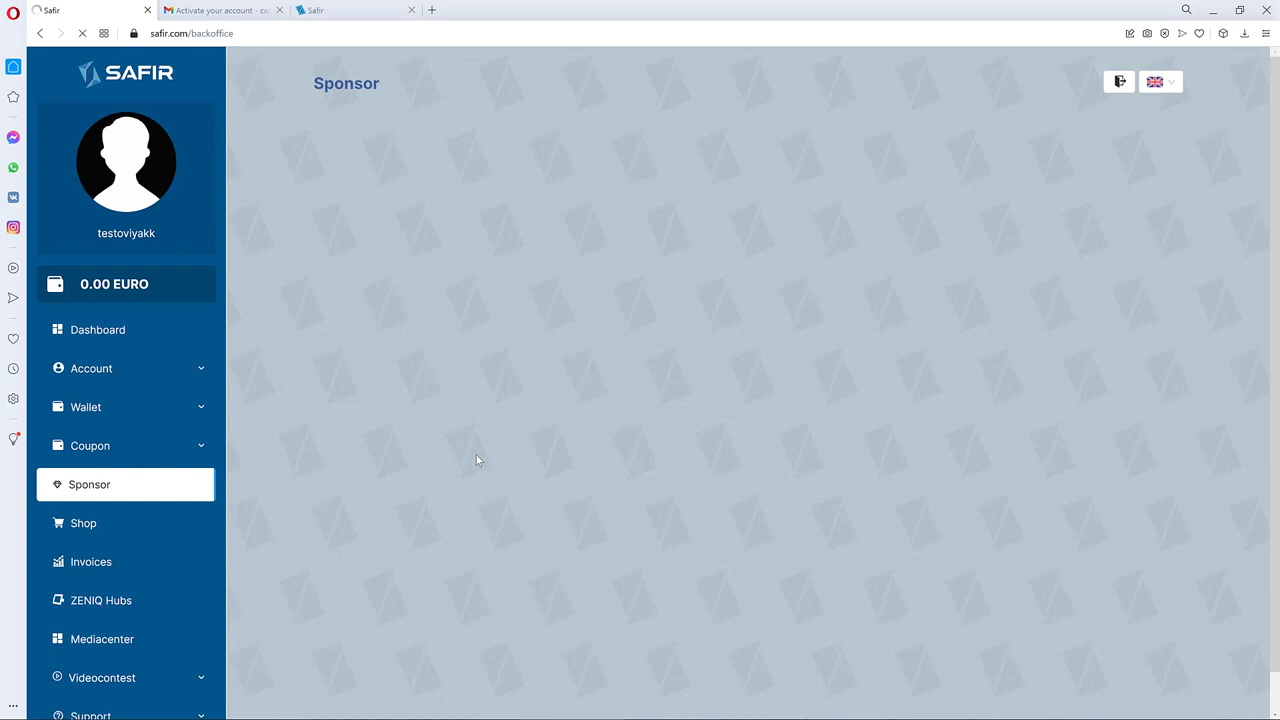 Safir
Activate your account - ca
Safir
safir.com/backoffice
SAFIR
Sponsor
testoviyakk
0.00 EURO
Dashboard
Account
Wallet
Coupon
Sponsor
Shop
Invoices
ZENIQ Hubs
Mediacenter
Videocontest
Support